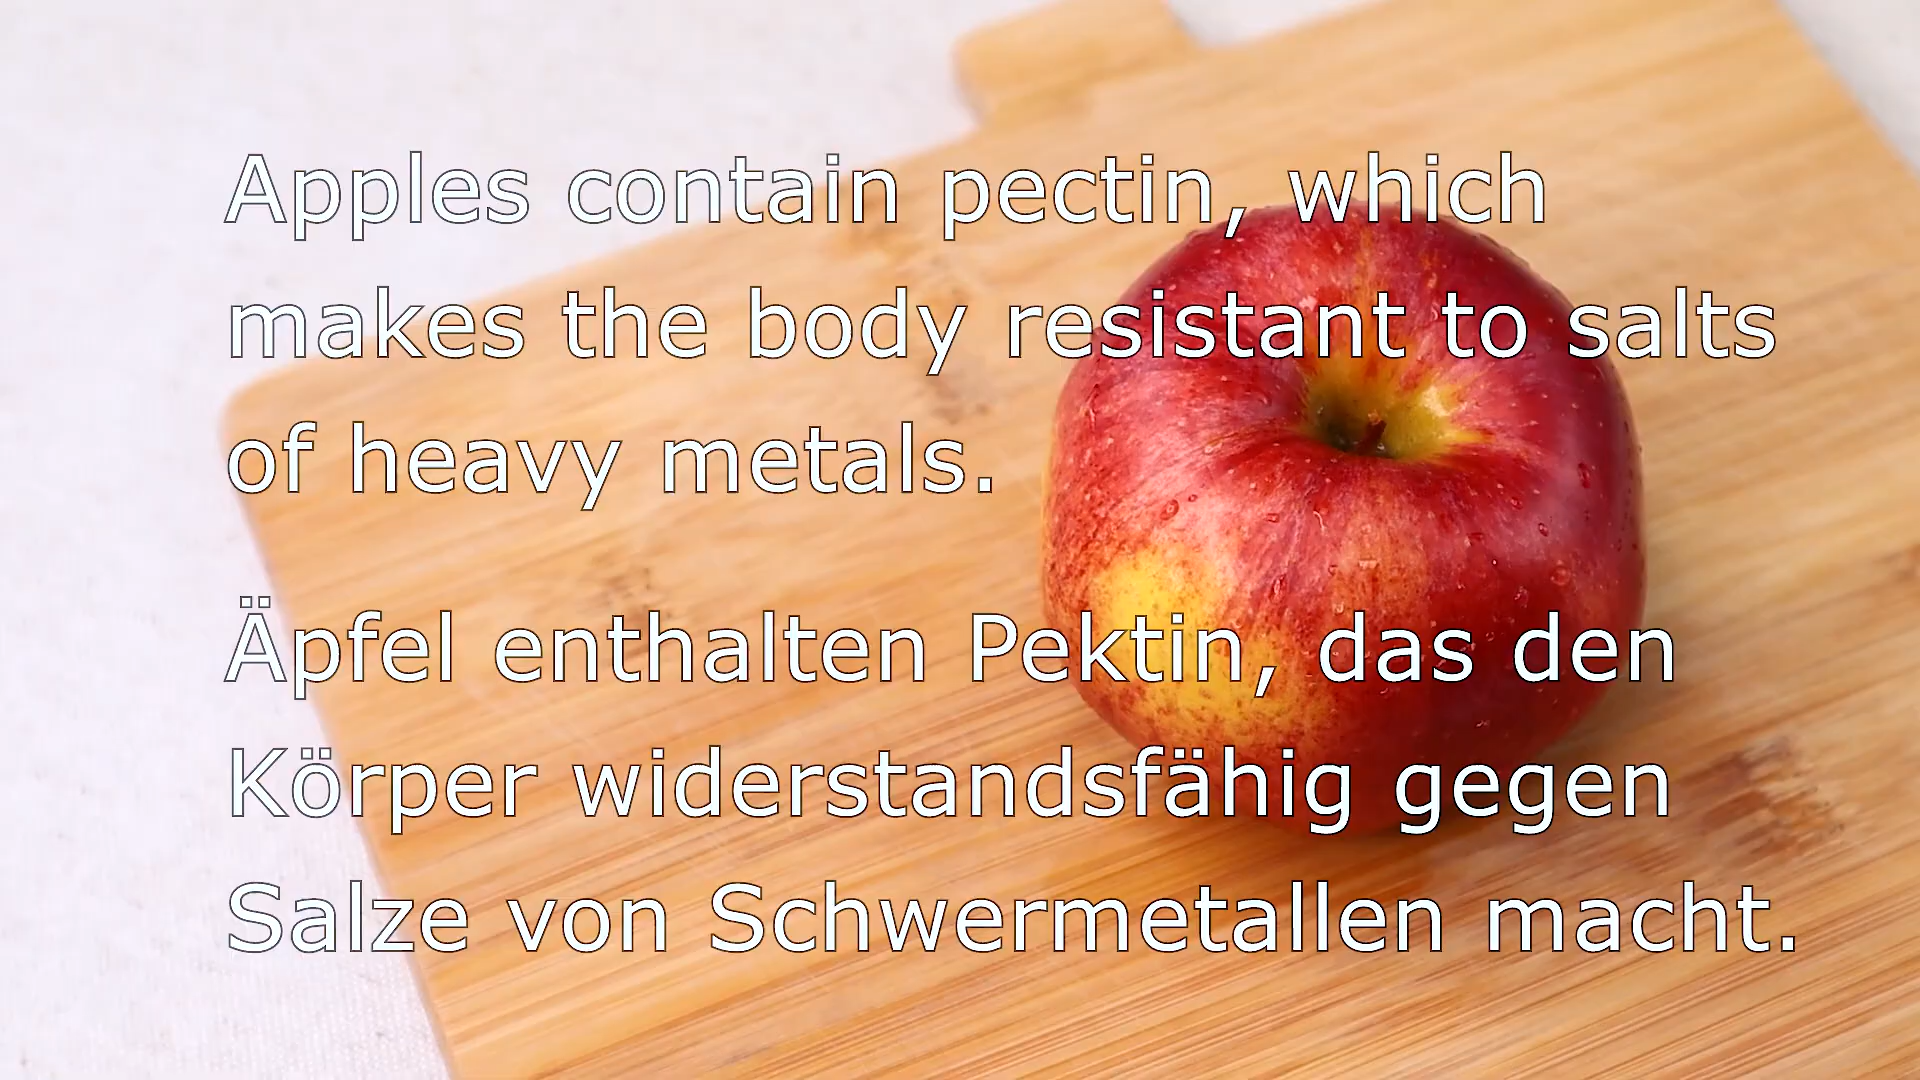 Apples contain pectin, which
makes the body resistant to salts
of heavy metals.
Äpfel enthalten Pektin, das den
Körper widerstandsfähig gegen
Salze von Schwermetallen macht.